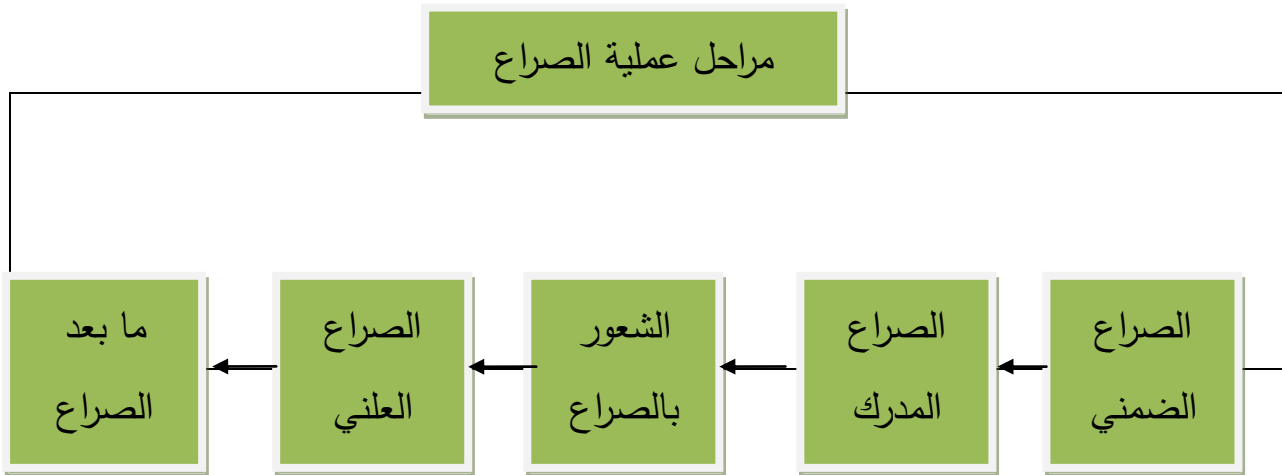 مراحل عملية الصراع
الصراع
الضمني
الصراع
المدرك
الشعور
بالصراع
الصراع
العلني
ما بعد
الصراع